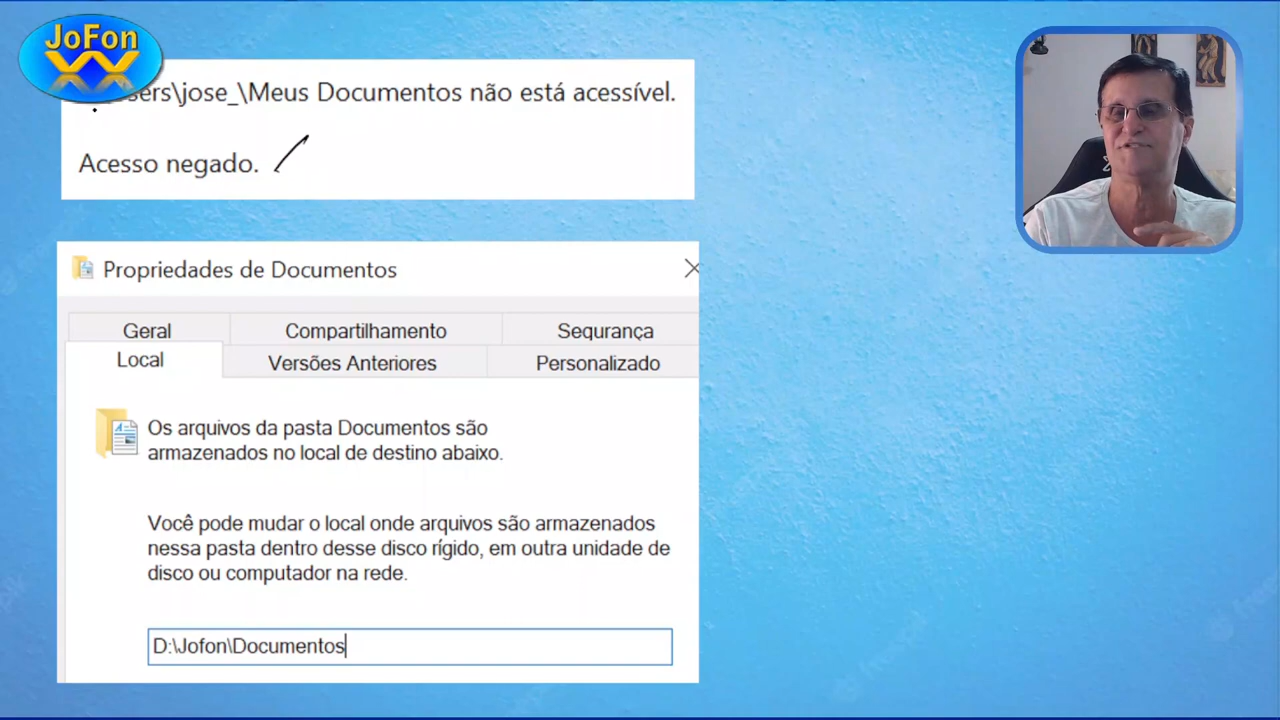 JoFon
sers\jose_\Meus Documentos não está acessível.
Acesso negado.
Propriedades de Documentos
Geral Compartilhamento Segurança
Local Versões Anteriores Personalizado
Os arquivos da pasta Documentos são
armazenados no local de destino abaixo.
Você pode mudar o local onde arquivos são armazenados
nessa pasta dentro desse disco rígido, em outra unidade de
disco ou computador na rede.
D:\Jofon\Documentos